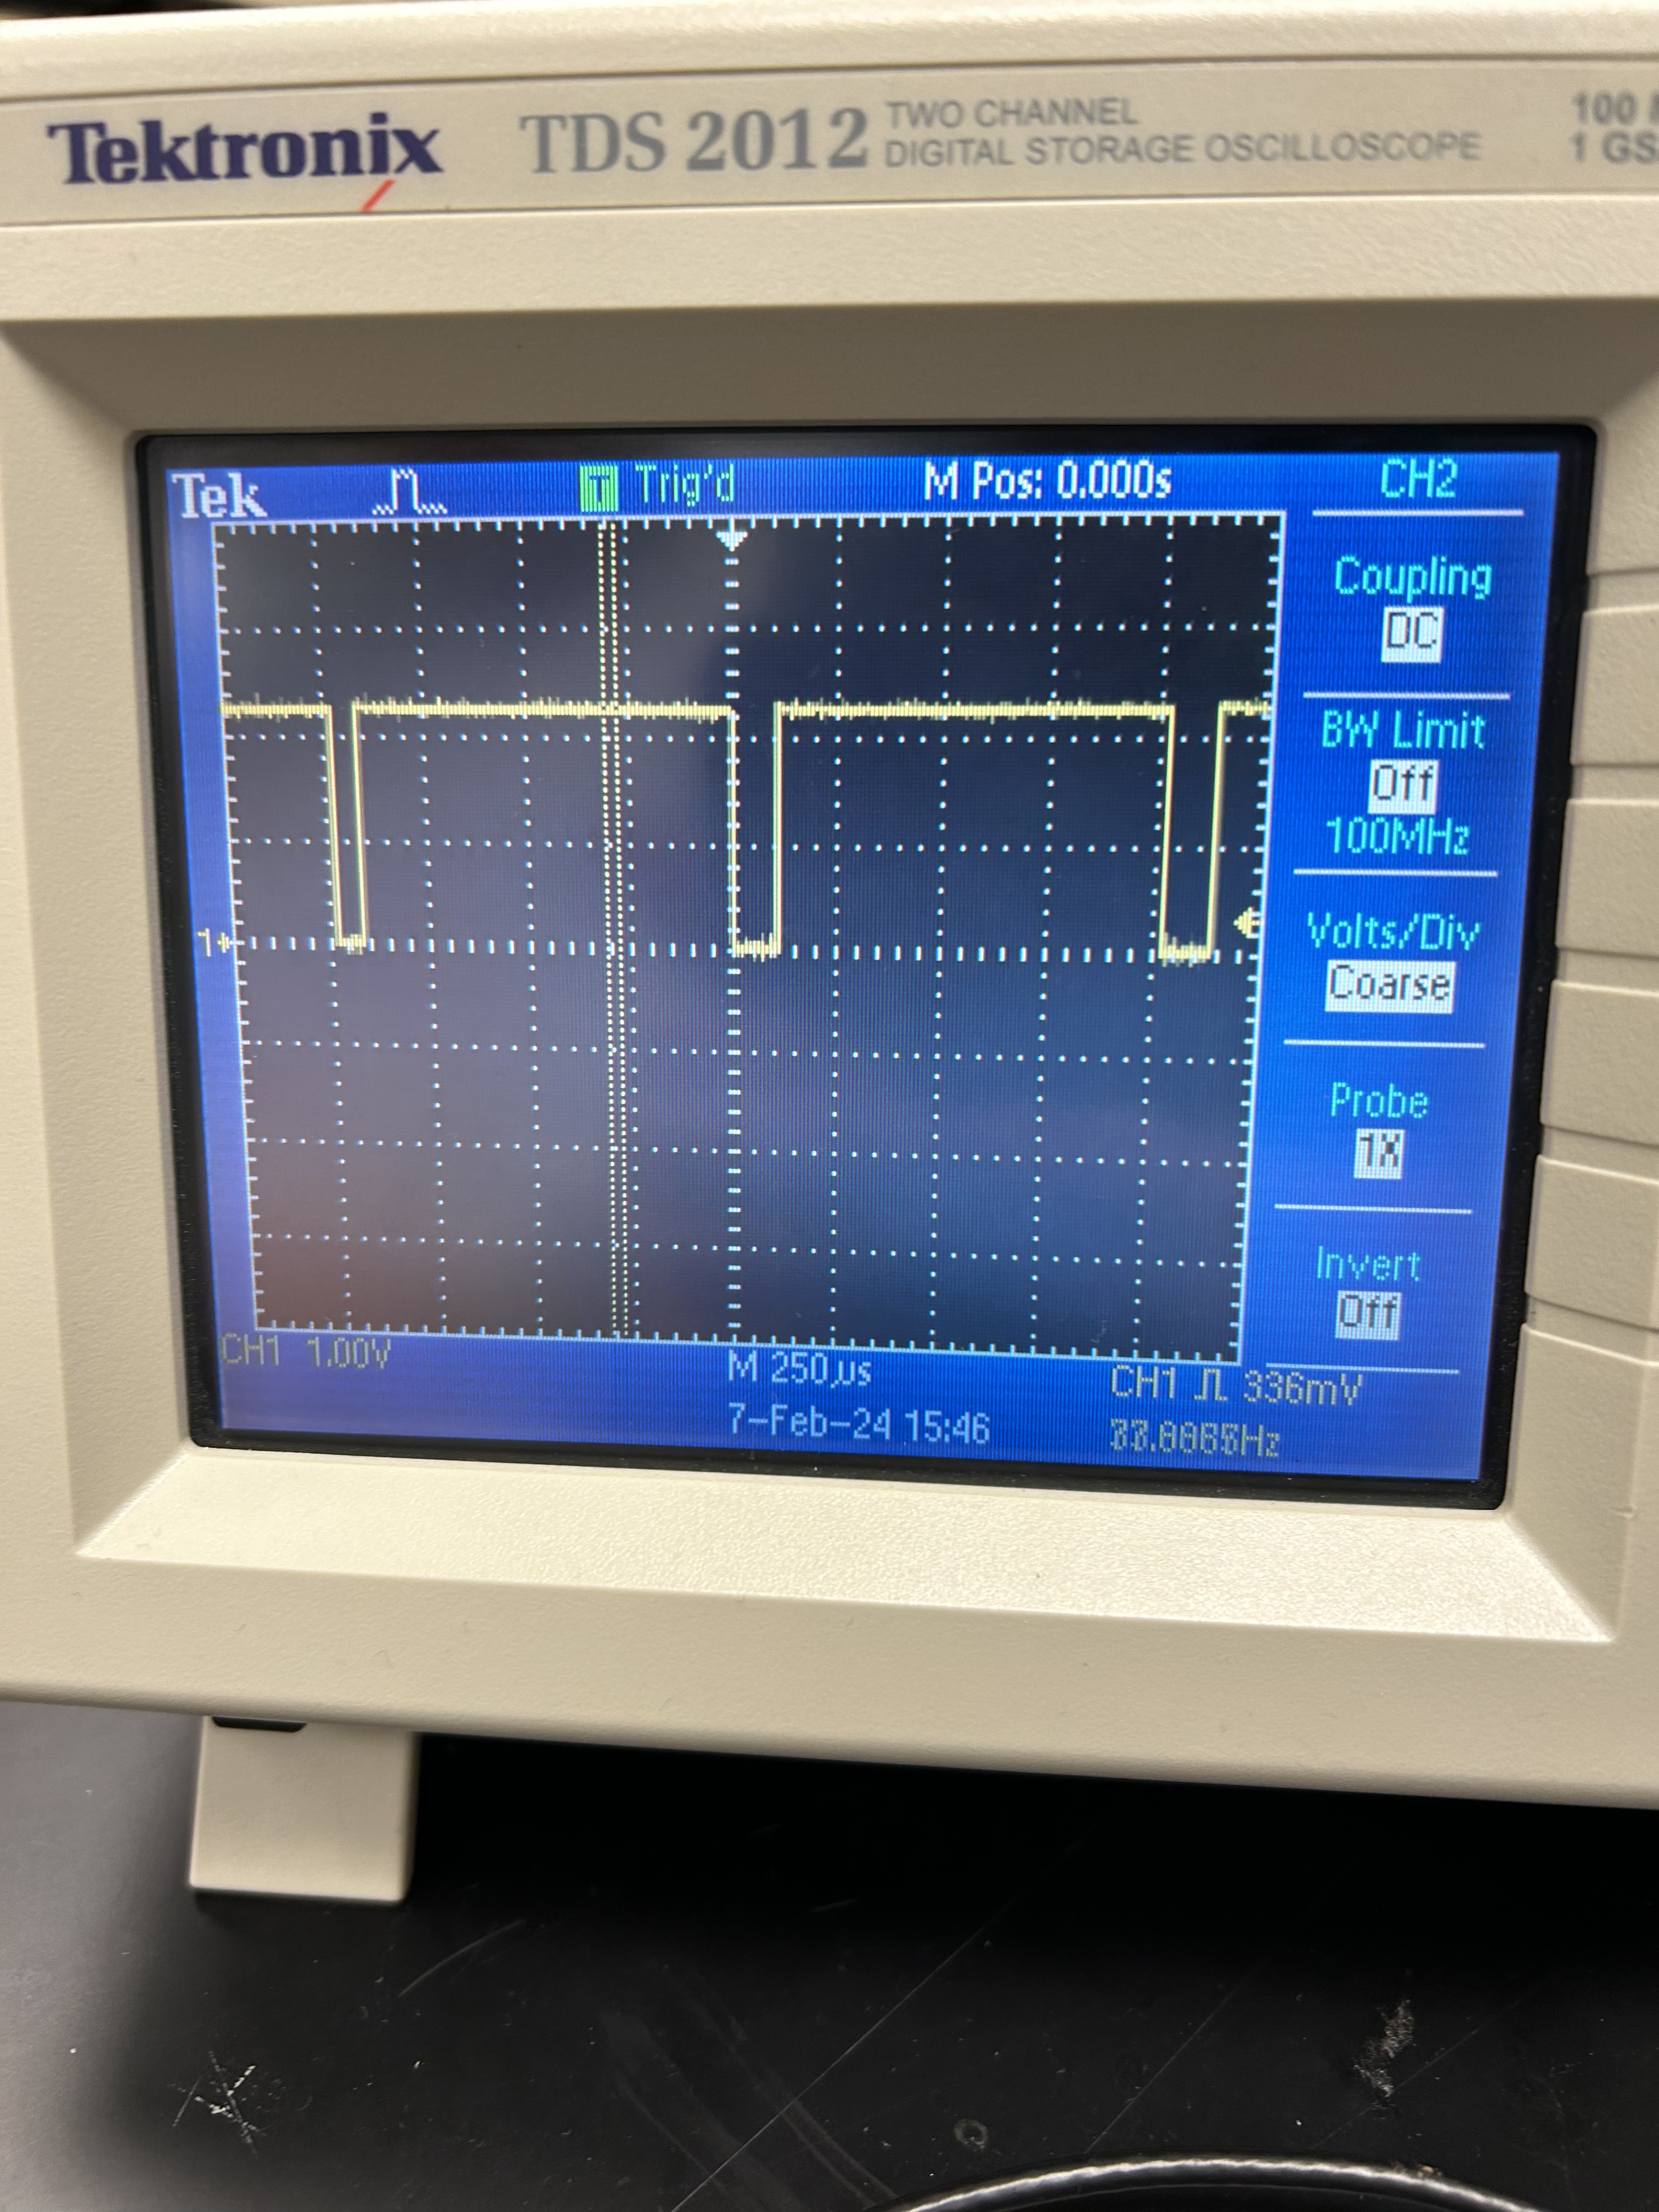 Tektronix TDS 2012 TWO CHANNEL
DIGITAL STORAGE OSCILLOSCOPE
100
1 GS
Tek T Trig'd M Pos: 0.000s CH2
Coupling
DC
BW Limit
Off
100MHz
1
Volts/Div
Coarse
Probe
1X
Invert
Off
CH1 1.00V M 250µs CH1 336mV
7-Feb-24 15:46